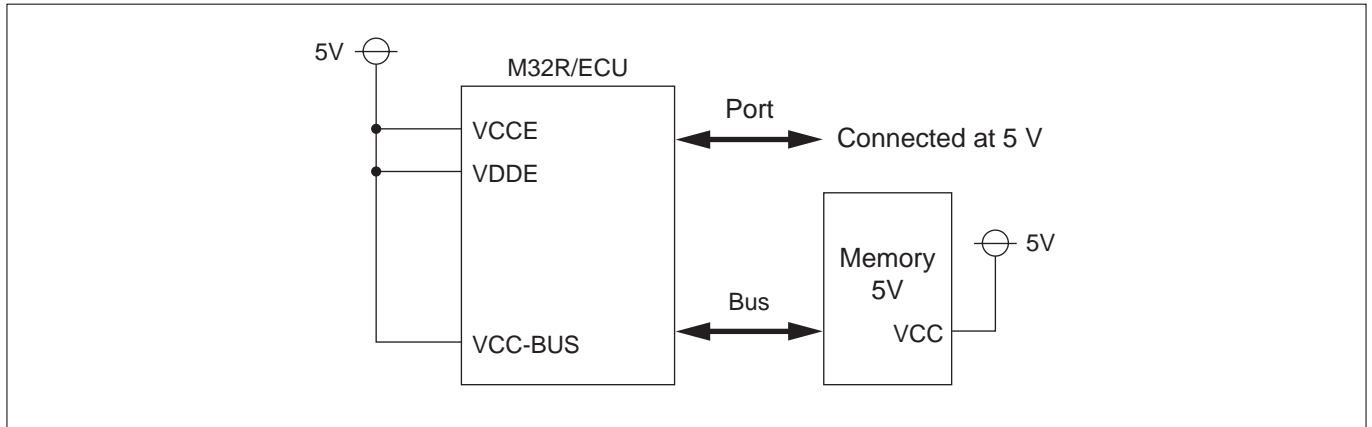 5V
M32R/ECU
VCCE
VDDE
VCC-BUS
Port
Connected at 5 V
Bus
Memory
5V
VCC
5V